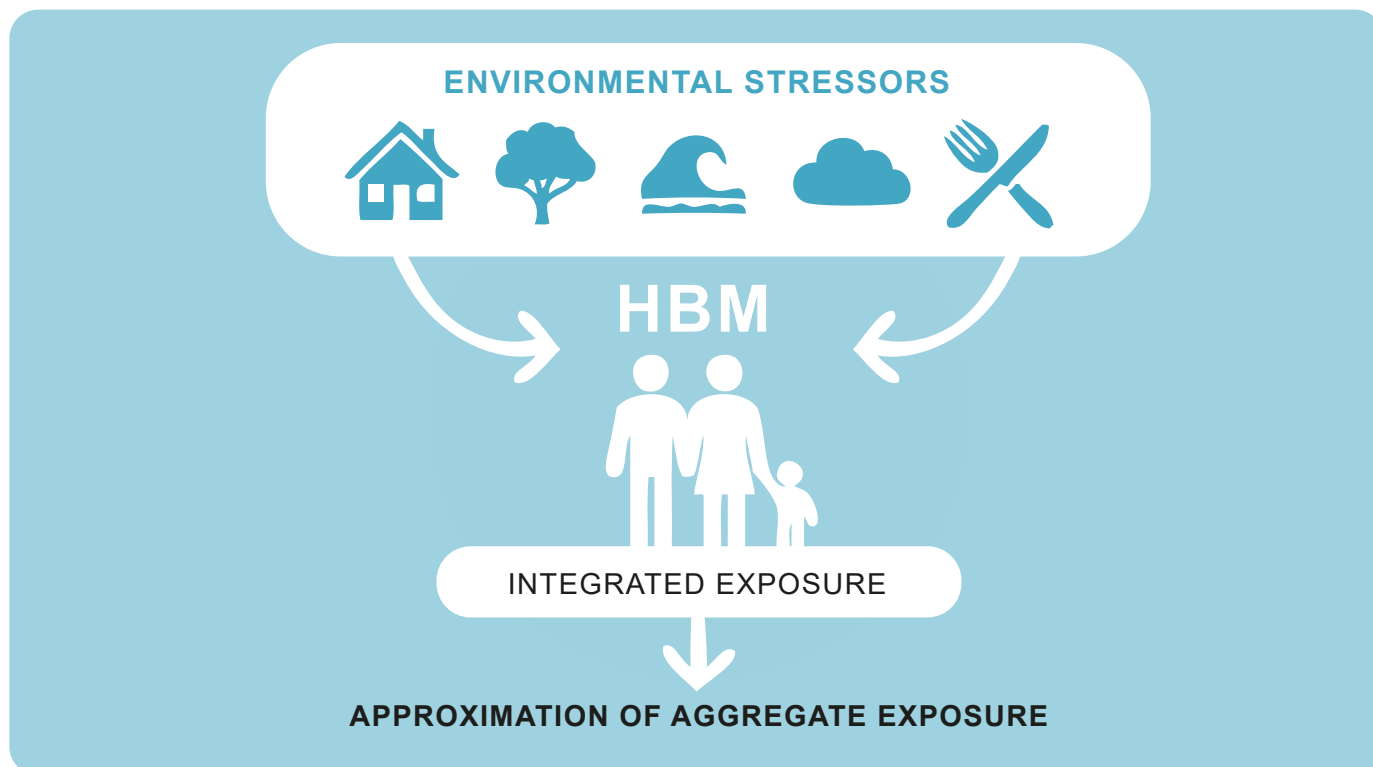 ENVIRONMENTAL STRESSORS
HBM
INTEGRATED EXPOSURE
APPROXIMATION OF AGGREGATE EXPOSURE